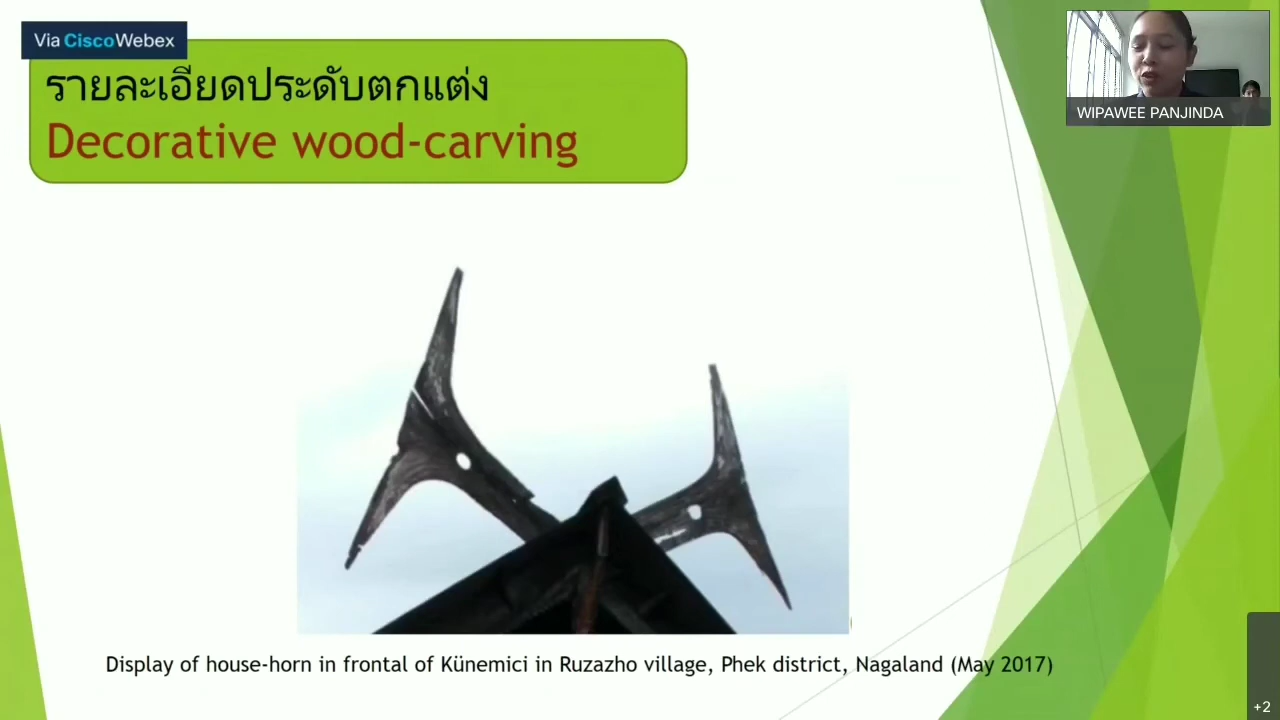 Via Cisco Webex
รายละเอียดประดับตกแต่ง
Decorative wood-carving
WIPAWEE PANJINDA
Display of house-horn in frontal of Künemici in Ruzazho village, Phek district, Nagaland (May 2017)
+2